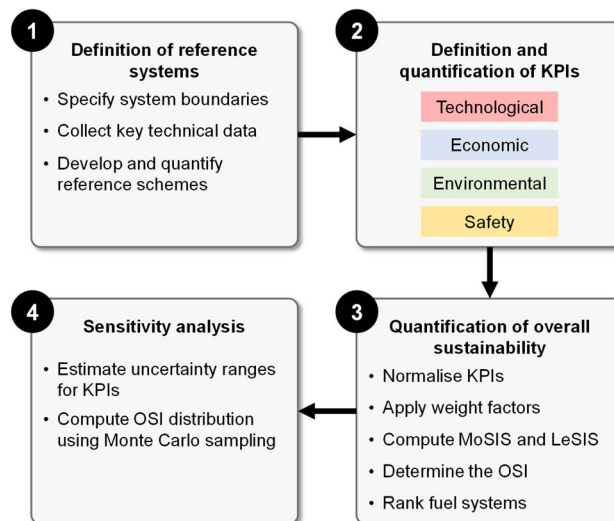 1
Definition of reference
systems
• Specify system boundaries
• Collect key technical data
• Develop and quantify
reference schemes
2
Definition and
quantification of KPIs
Technological
Economic
Environmental
Safety
3
Quantification of overall
sustainability
• Normalise KPIs
• Apply weight factors
• Compute MoSIS and LeSIS
• Determine the OSI
• Rank fuel systems
4
Sensitivity analysis
• Estimate uncertainty ranges
for KPIs
• Compute OSI distribution
using Monte Carlo sampling